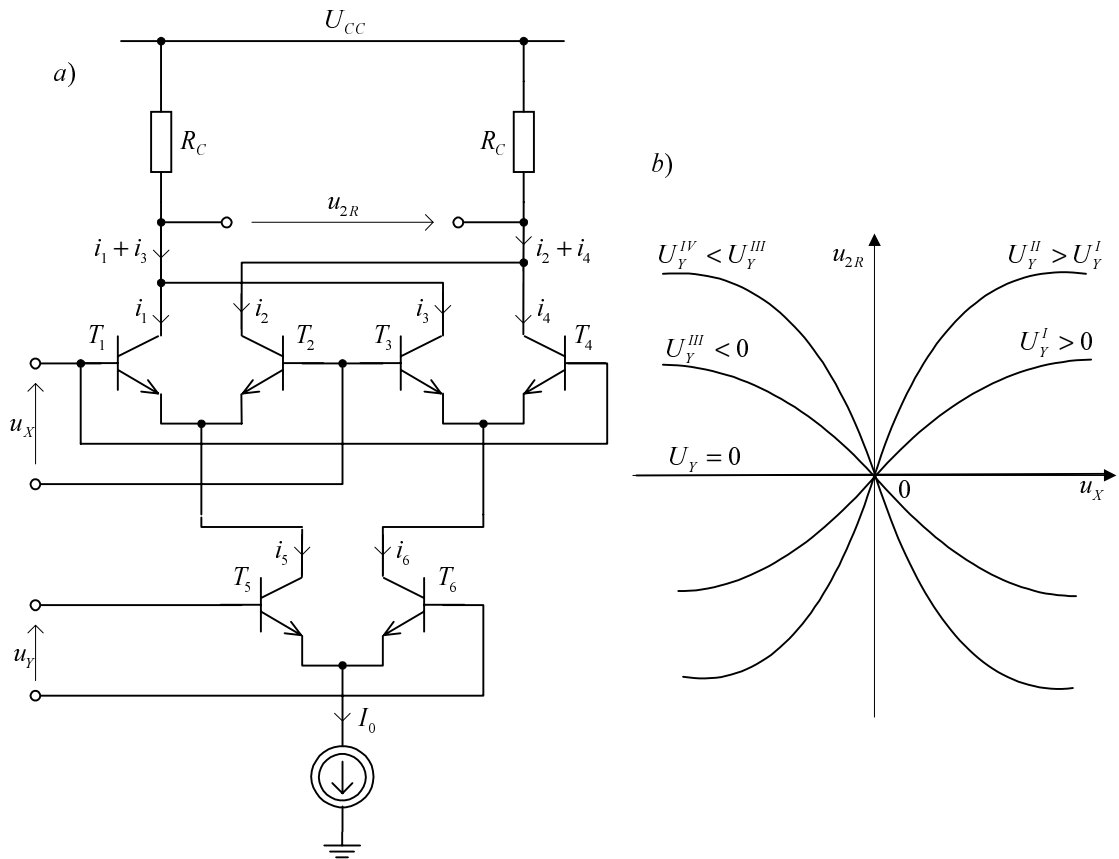 U_CC
a)
R_C R_C
u_2R
i_1 + i_3 i_2 + i_4
i_1 i_2 i_3 i_4
T_1 T_2 T_3 T_4
u_X
i_5 i_6
T_5 T_6
u_Y
I_0
b)
u_2R
U_Y^IV < U_Y^III U_Y^II > U_Y^I
U_Y^III < 0 U_Y^I > 0
U_Y = 0
0 u_X